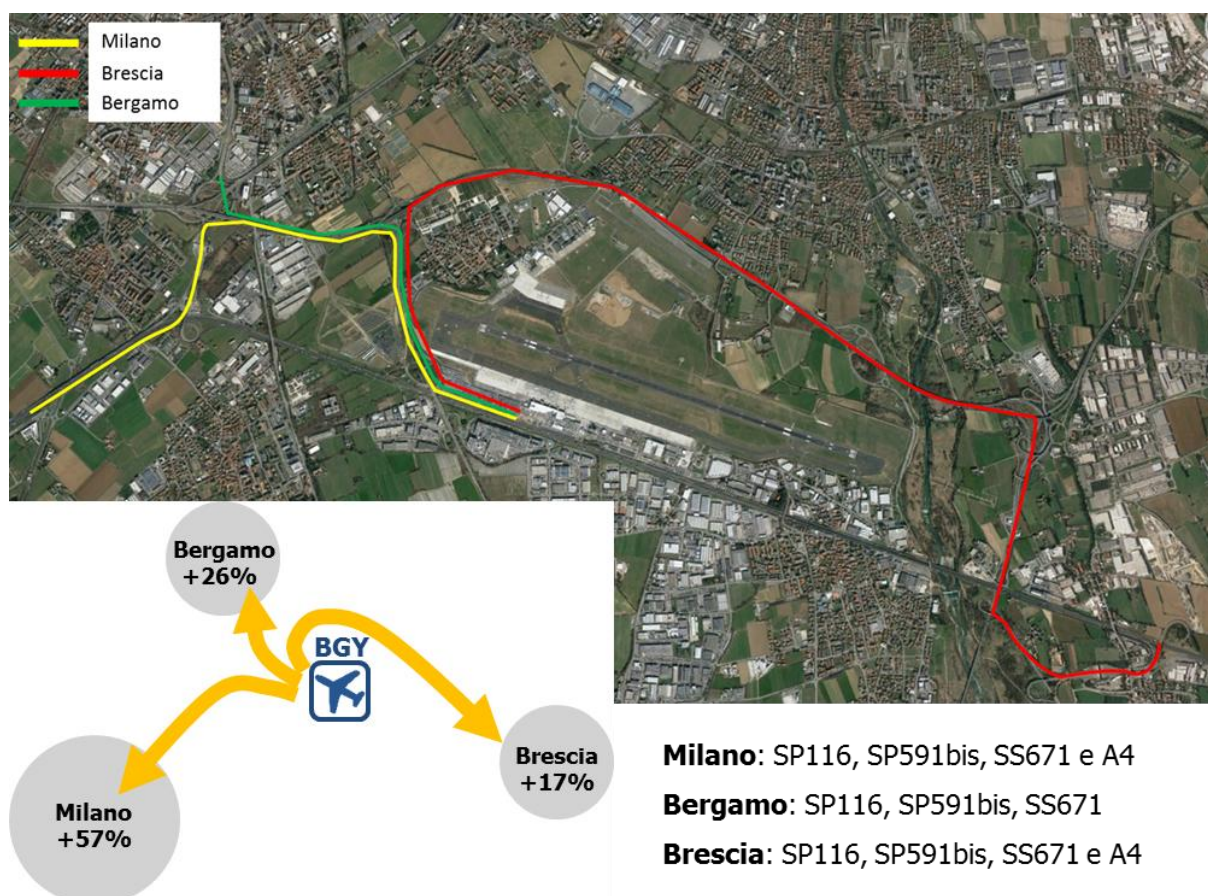 Milano
Brescia
Bergamo
Bergamo
+26%
BGY
Brescia
+17%
Milano
+57%
Milano: SP116, SP591bis, SS671 e A4
Bergamo: SP116, SP591bis, SS671
Brescia: SP116, SP591bis, SS671 e A4